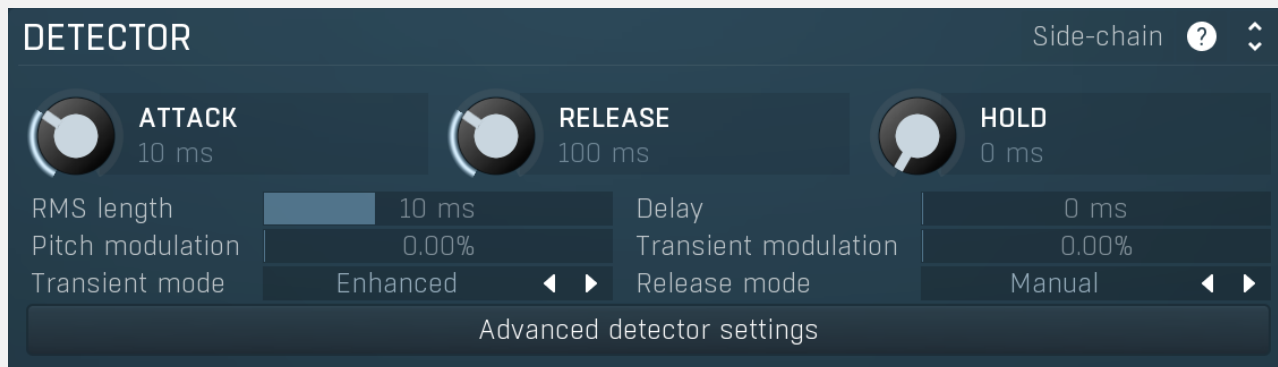 DETECTOR Side-chain ?
ATTACK RELEASE HOLD
10 ms 100 ms 0 ms
RMS length 10 ms Delay 0 ms
Pitch modulation 0.00% Transient modulation 0.00%
Transient mode Enhanced Release mode Manual
Advanced detector settings